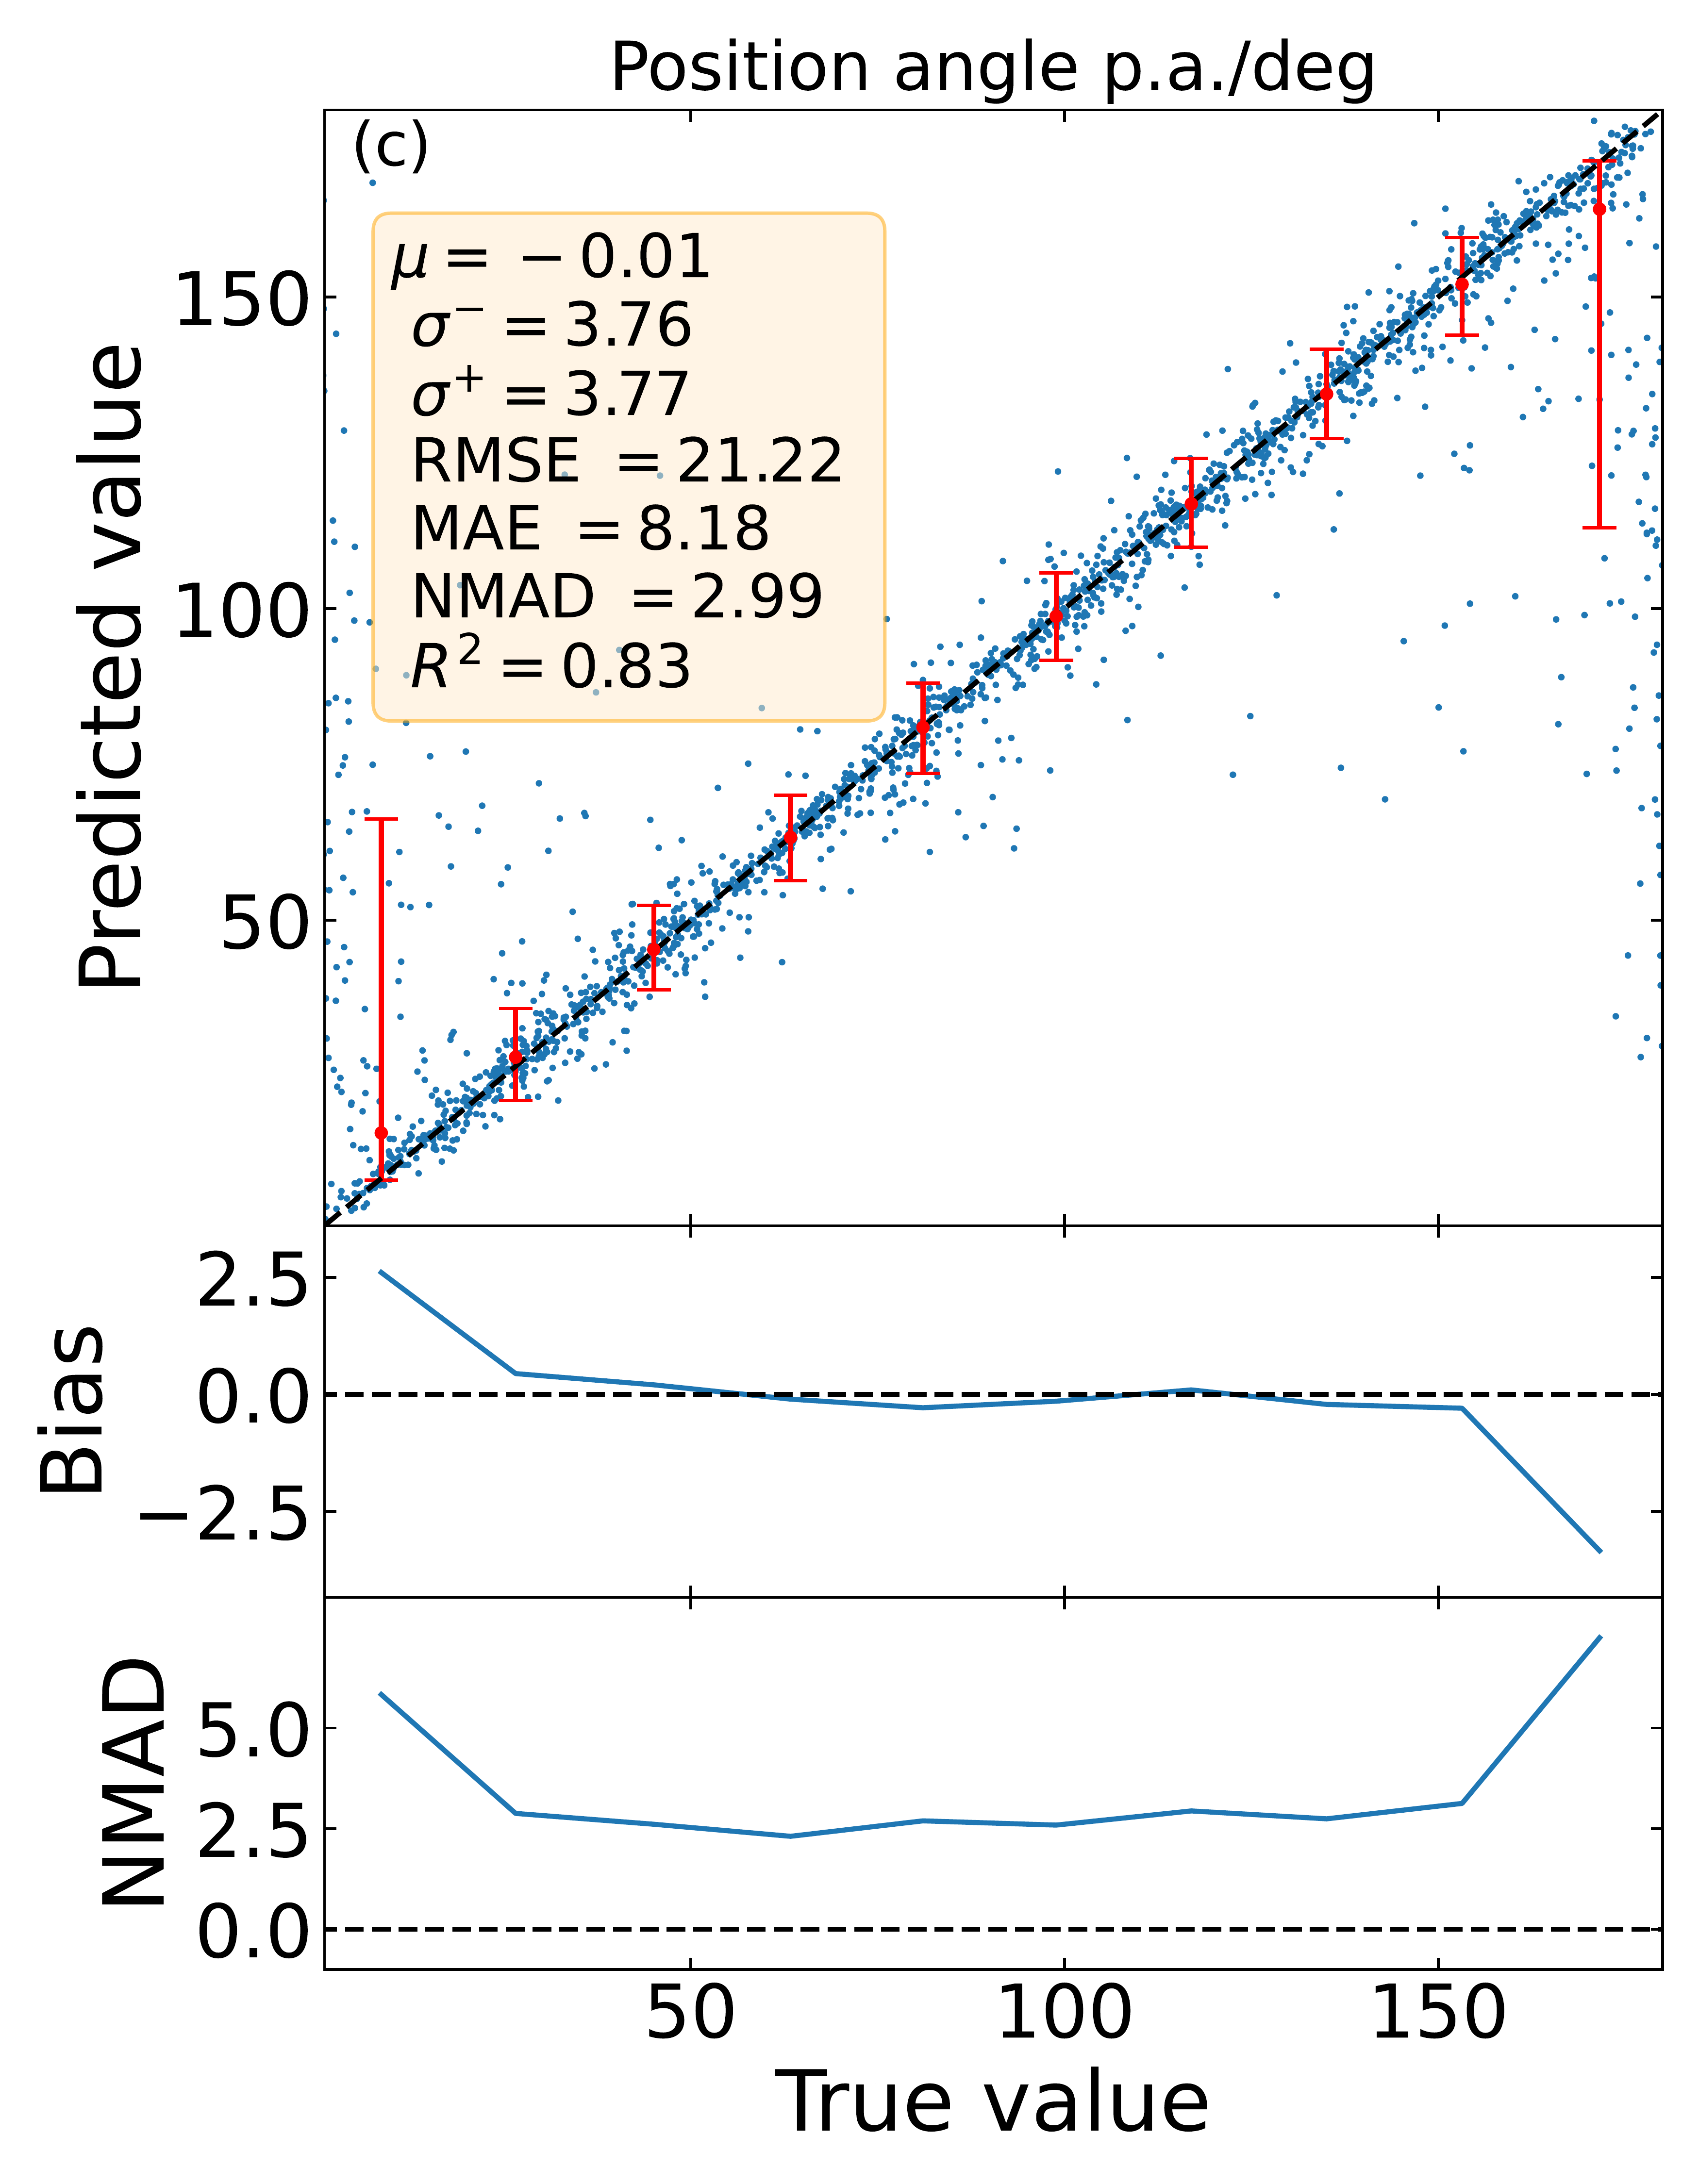 Position angle p.a./deg
(c)
μ = −0.01
σ⁻ = 3.76
σ⁺ = 3.77
RMSE = 21.22
MAE = 8.18
NMAD = 2.99
R² = 0.83
Predicted value
150
100
50
Bias
2.5
0.0
−2.5
NMAD
5.0
2.5
0.0
50 100 150
True value